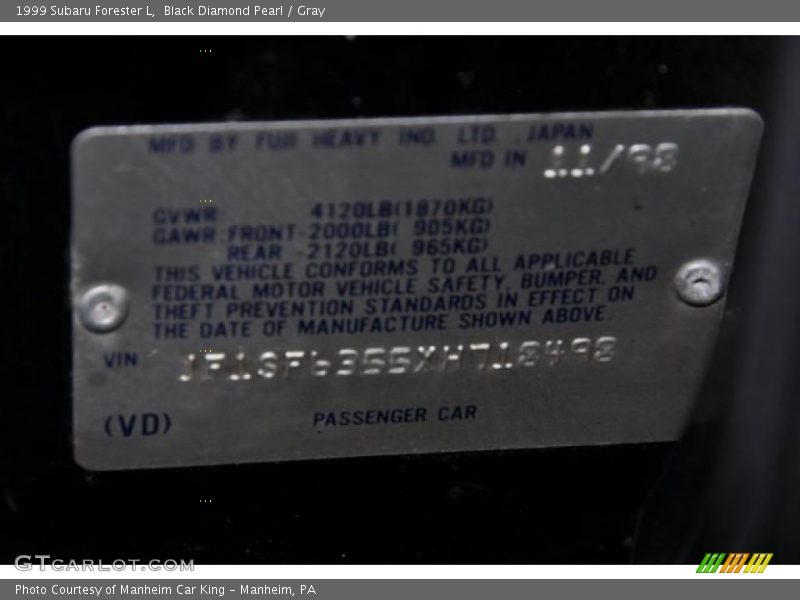 1999 Subaru Forester L, Black Diamond Pearl / Gray
MFD BY FUJI HEAVY IND. LTD. JAPAN
MFD IN 11/98
GVWR 4120LB(1870KG)
GAWR FRONT 2000LB( 905KG)
REAR 2120LB( 965KG)
THIS VEHICLE CONFORMS TO ALL APPLICABLE
FEDERAL MOTOR VEHICLE SAFETY, BUMPER, AND
THEFT PREVENTION STANDARDS IN EFFECT ON
THE DATE OF MANUFACTURE SHOWN ABOVE.
VIN JF1SF6355XH718498
(VD) PASSENGER CAR
GTCARLOT.COM
Photo Courtesy of Manheim Car King - Manheim, PA